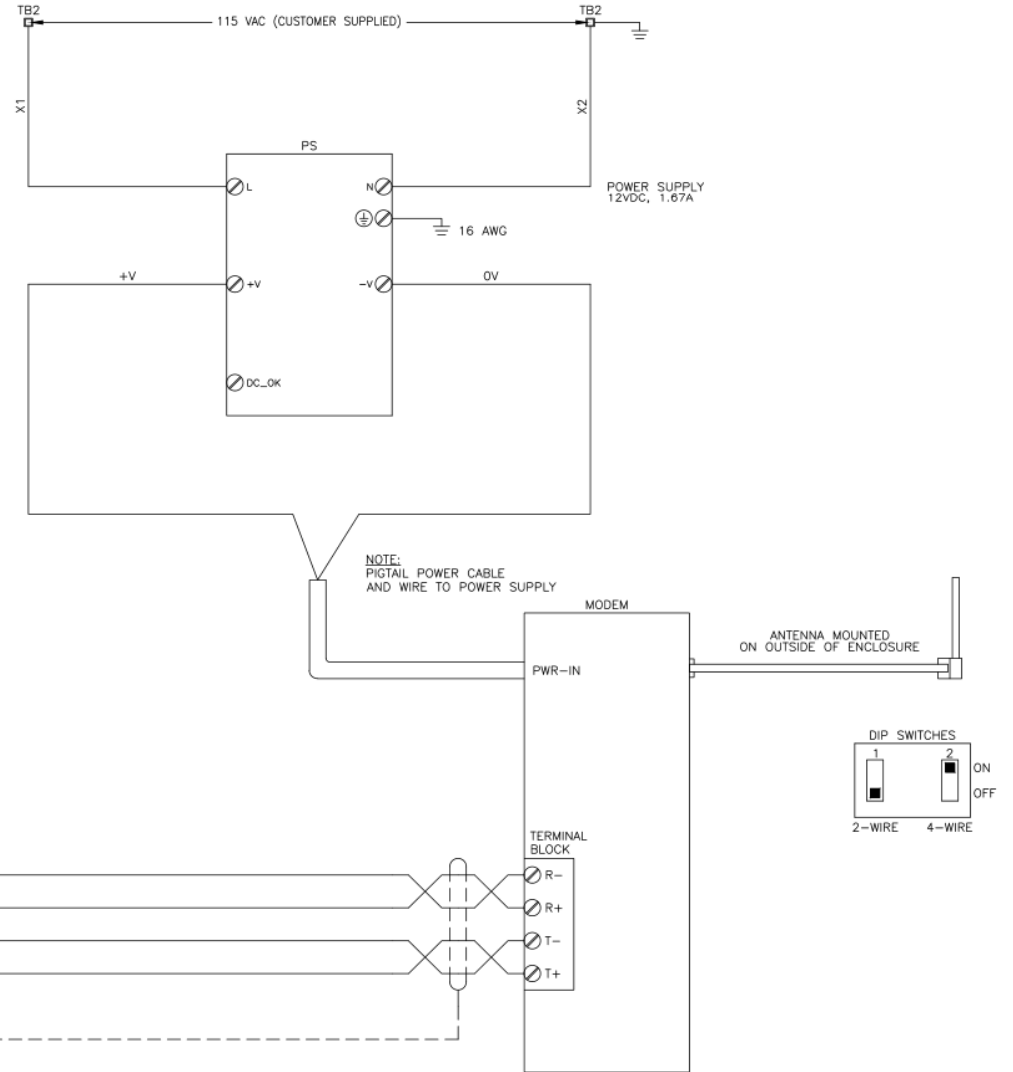 TB2
115 VAC (CUSTOMER SUPPLIED)
TB2
X1
X2
PS
L
N
POWER SUPPLY
12VDC, 1.67A
16 AWG
+V
+V
-V
0V
DC_OK
NOTE:
PIGTAIL POWER CABLE
AND WIRE TO POWER SUPPLY
MODEM
PWR-IN
ANTENNA MOUNTED
ON OUTSIDE OF ENCLOSURE
DIP SWITCHES
1
2
ON
OFF
2-WIRE
4-WIRE
TERMINAL
BLOCK
R-
R+
T-
T+